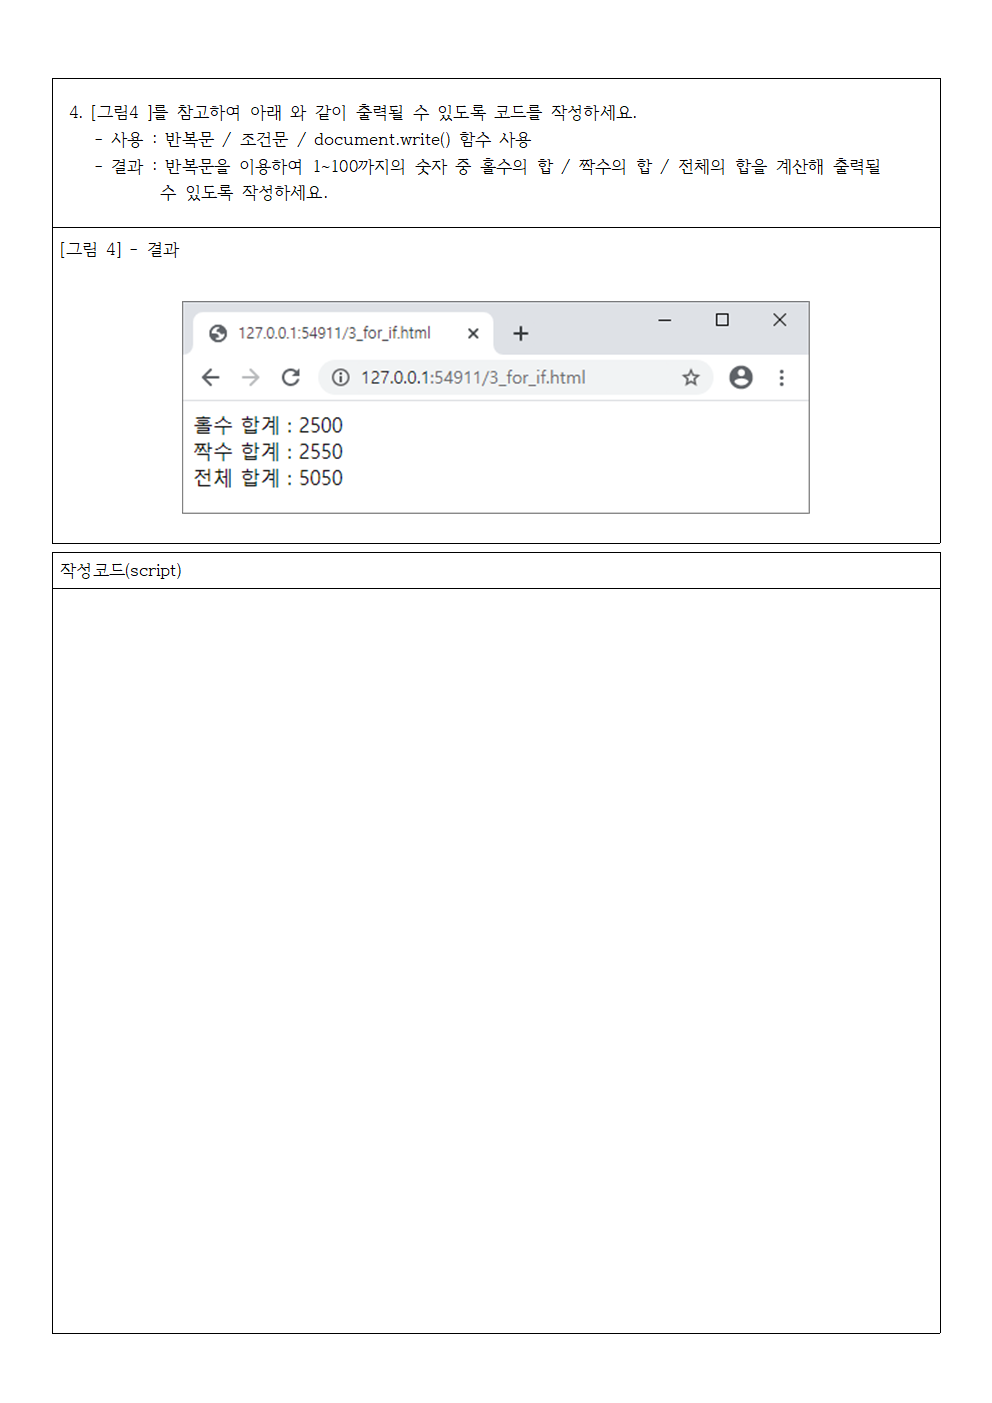 4. [그림4 ]를 참고하여 아래 와 같이 출력될 수 있도록 코드를 작성하세요.
- 사용 : 반복문 / 조건문 / document.write() 함수 사용
- 결과 : 반복문을 이용하여 1~100까지의 숫자 중 홀수의 합 / 짝수의 합 / 전체의 합을 계산해 출력될
수 있도록 작성하세요.
[그림 4] - 결과
127.0.0.1:54911/3_for_if.html
127.0.0.1:54911/3_for_if.html
홀수 합계 : 2500
짝수 합계 : 2550
전체 합계 : 5050
작성코드(script)